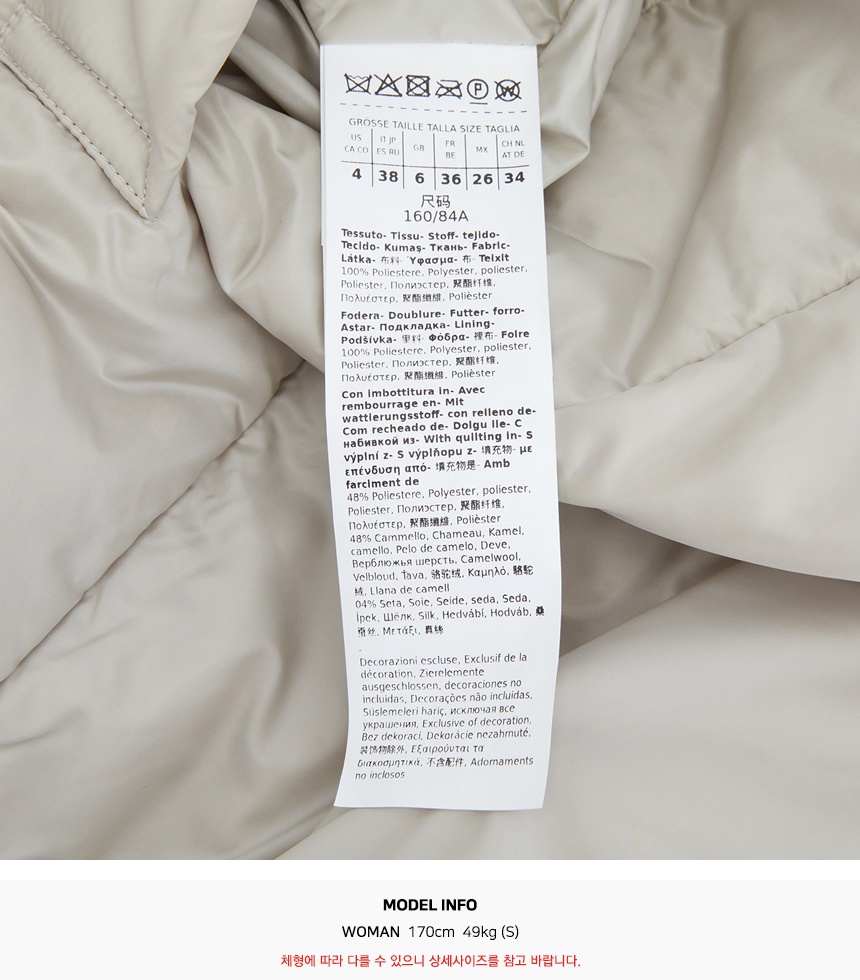 GROSSE TAILLE TALLA SIZE TAGLIA
US CA CO | IT JP ES RU | GB | FR BE | MX | CH NL AT DE
4 | 38 | 6 | 36 | 26 | 34
尺码
160/84A
Tessuto- Tissu- Stoff- tejido-
Tecido- Kumaş- Ткань- Fabric-
Látka- 布料- Ύφασμα- 布- Teixit
100% Poliestere, Polyester, poliester,
Poliester, Полиэстер, 聚酯纤维,
Πολυέστερ, 聚酯纖維, Polièster
Fodera- Doublure- Futter- forro-
Astar- Подкладка- Lining-
Podšívka- 里料- Φόδρα- 裡布- Folre
100% Poliestere, Polyester, poliester,
Poliester, Полиэстер, 聚酯纤维,
Πολυέστερ, 聚酯纖維, Polièster
Con imbottitura in- Avec
rembourrage en- Mit
wattierungsstoff- con relleno de-
Com recheado de- Dolgu ile- С
набивкой из- With quilting in- S
výplní z- S výplňou z- 填充物- με
επένδυση από- 填充物是- Amb
farciment de
48% Poliestere, Polyester, poliester,
Poliester, Полиэстер, 聚酯纤维,
Πολυέστερ, 聚酯纖維, Polièster
48% Cammello, Chameau, Kamel,
camello, Pelo de camelo, Deve,
Верблюжья шерсть, Camelwool,
Velbloud, Ťava, 骆驼绒, Καμηλό, 駱駝
絨, Llana de camell
04% Seta, Soie, Seide, seda, Seda,
İpek, Шёлк, Silk, Hedvábí, Hodváb, 桑
蚕丝, Μετάξι, 真絲
.
Decorazioni escluse, Exclusif de la
décoration, Zierelemente
ausgeschlossen, decoraciones no
incluidas, Decorações não incluidas,
Süslemeleri hariç, исключая все
украшения, Exclusive of decoration,
Bez dekoraci, Dekorácie nezahrnuté,
装饰物除外, Εξαιρούνται τα
διακοσμητικά, 不含配件, Adornaments
no inclosos
MODEL INFO
WOMAN 170cm 49kg (S)
체형에 따라 다를 수 있으니 상세사이즈를 참고 바랍니다.